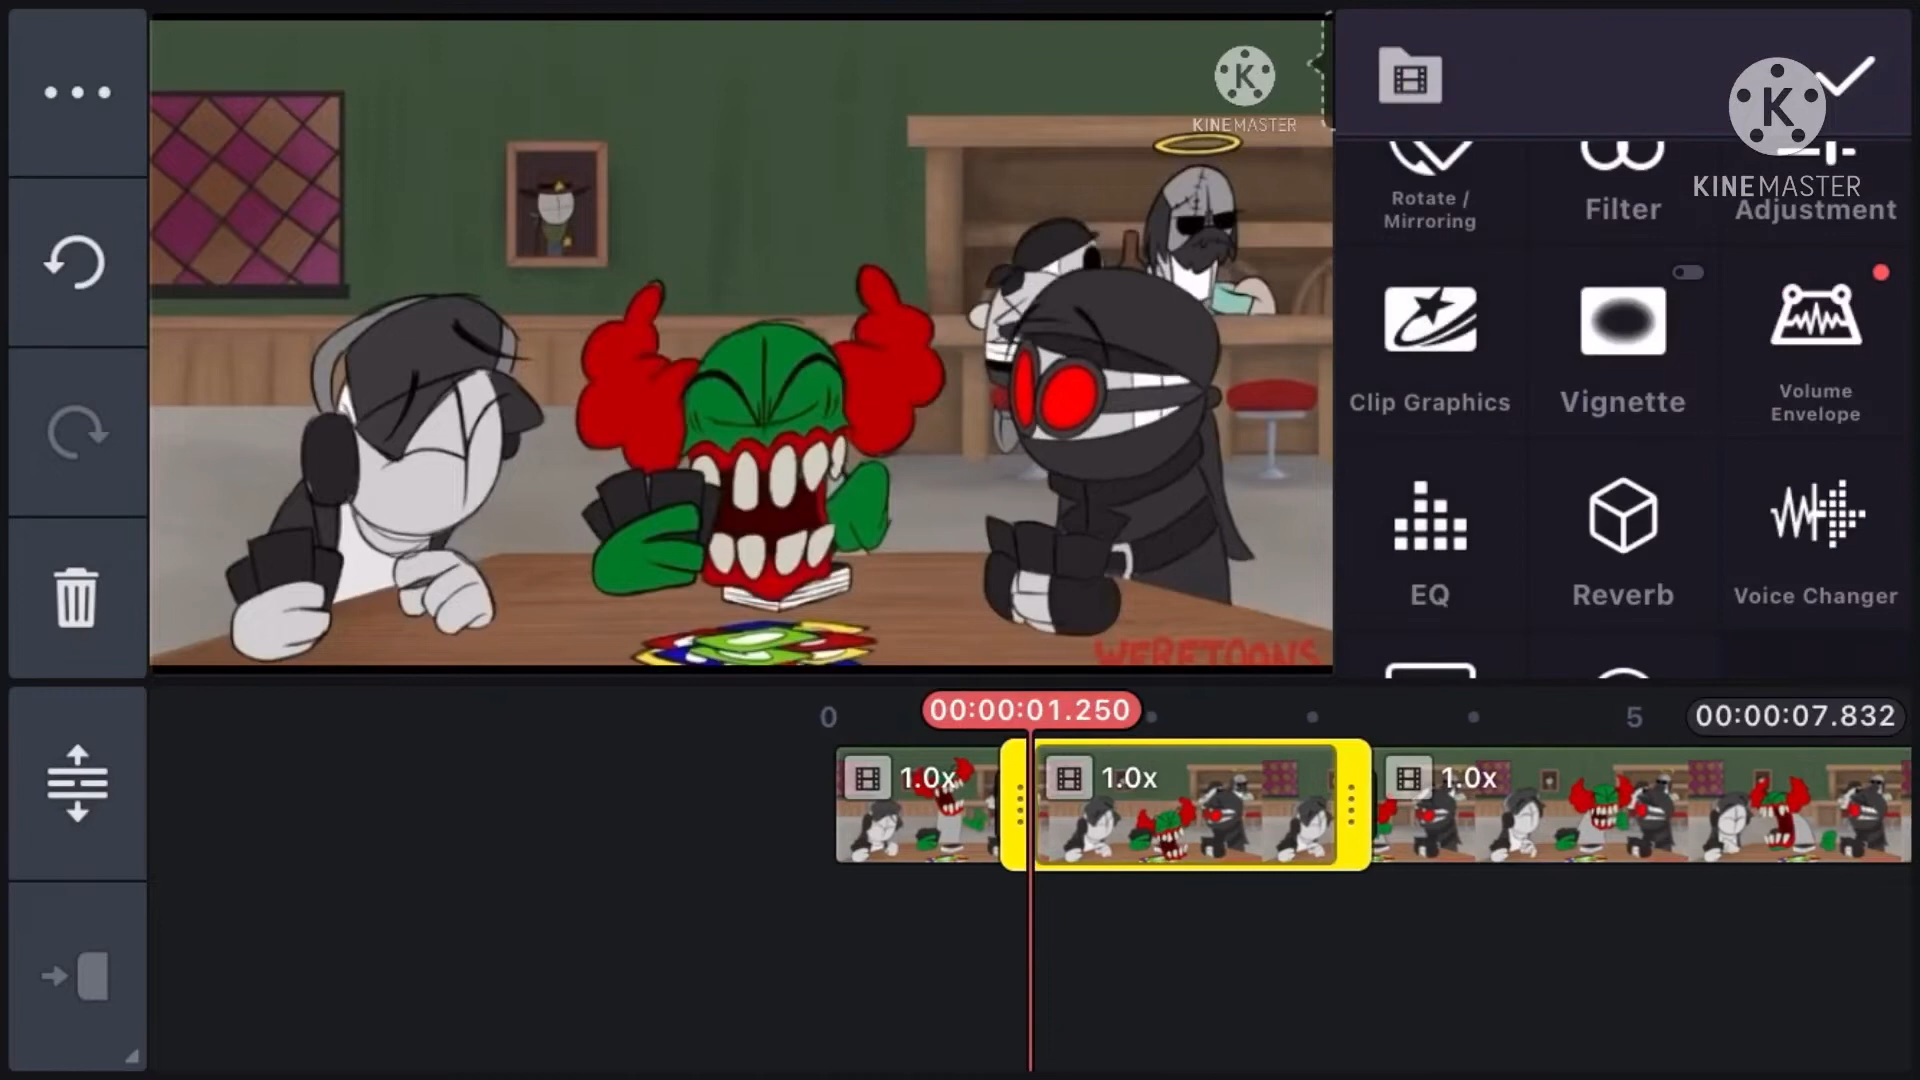 K
KINEMASTER
K
KINEMASTER
Rotate /
Mirroring
Filter
Adjustment
Clip Graphics
Vignette
Volume
Envelope
EQ
Reverb
Voice Changer
WERETOONS
0
00:00:01.250
5
00:00:07.832
1.0x
1.0x
1.0x